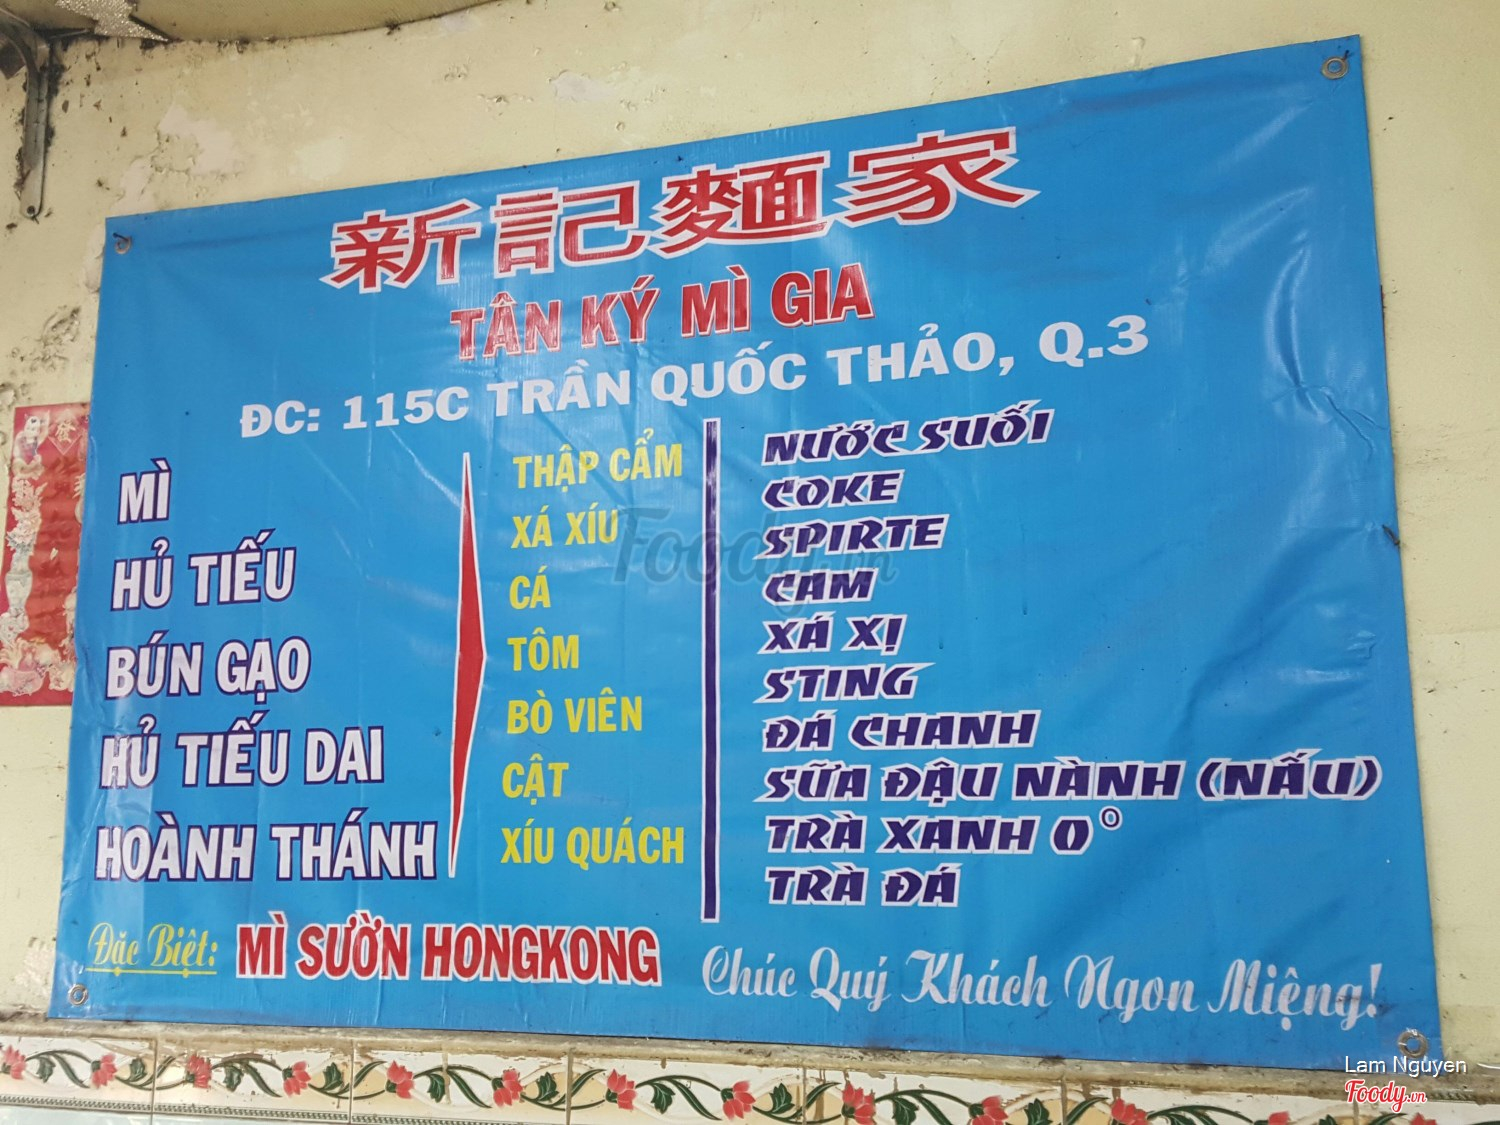 新記麵家
TÂN KÝ MÌ GIA
ĐC: 115C TRẦN QUỐC THẢO, Q.3
MÌ
HỦ TIẾU
BÚN GẠO
HỦ TIẾU DAI
HOÀNH THÁNH
THẬP CẨM
XÁ XÍU
CÁ
TÔM
BÒ VIÊN
CẬT
XÍU QUÁCH
NƯỚC SUỐI
COKE
SPIRTE
CAM
XÁ XỊ
STING
ĐÁ CHANH
SỮA ĐẬU NÀNH (NẤU)
TRÀ XANH O°
TRÀ ĐÁ
Đặc Biệt: MÌ SƯỜN HONGKONG
Chúc Quý Khách Ngon Miệng!
Foody.vn
Lam Nguyen
Foody.vn